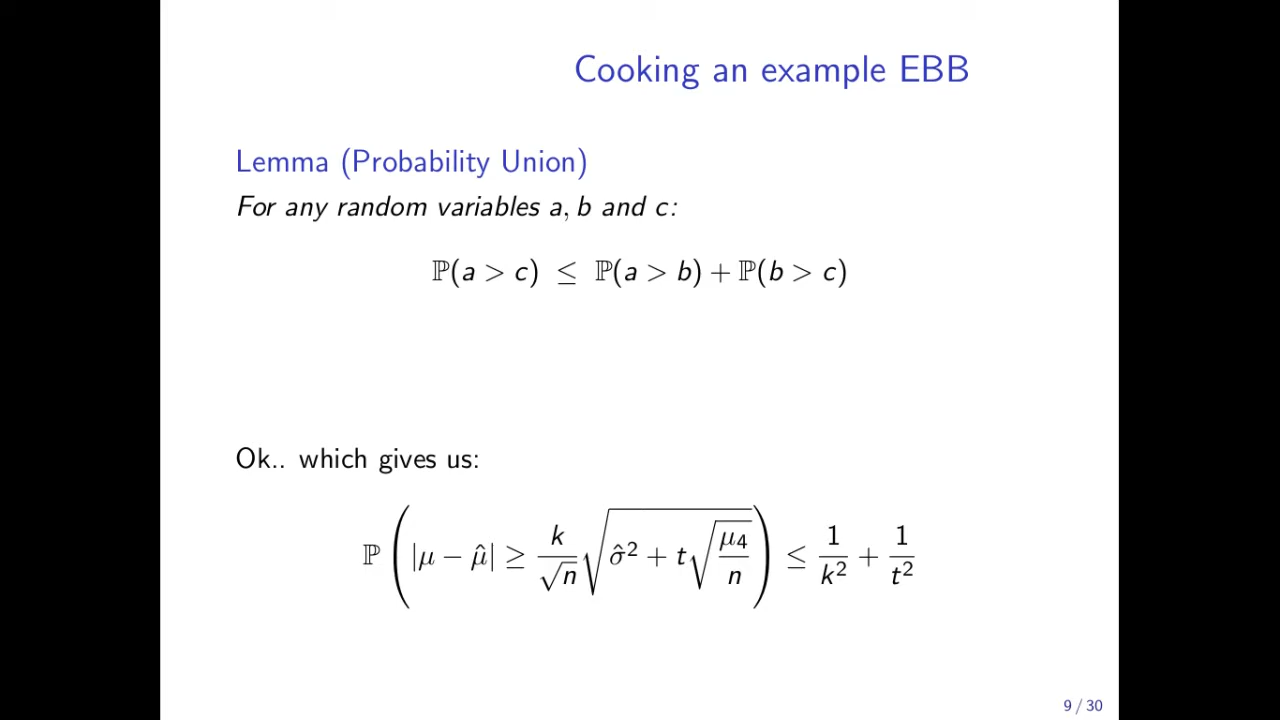 Cooking an example EBB
Lemma (Probability Union)
For any random variables a, b and c:
ℙ(a > c) ≤ ℙ(a > b) + ℙ(b > c)
Ok.. which gives us:
ℙ(|μ − μ̂| ≥ k/√n √(σ̂² + t√(μ₄/n))) ≤ 1/k² + 1/t²
9 / 30